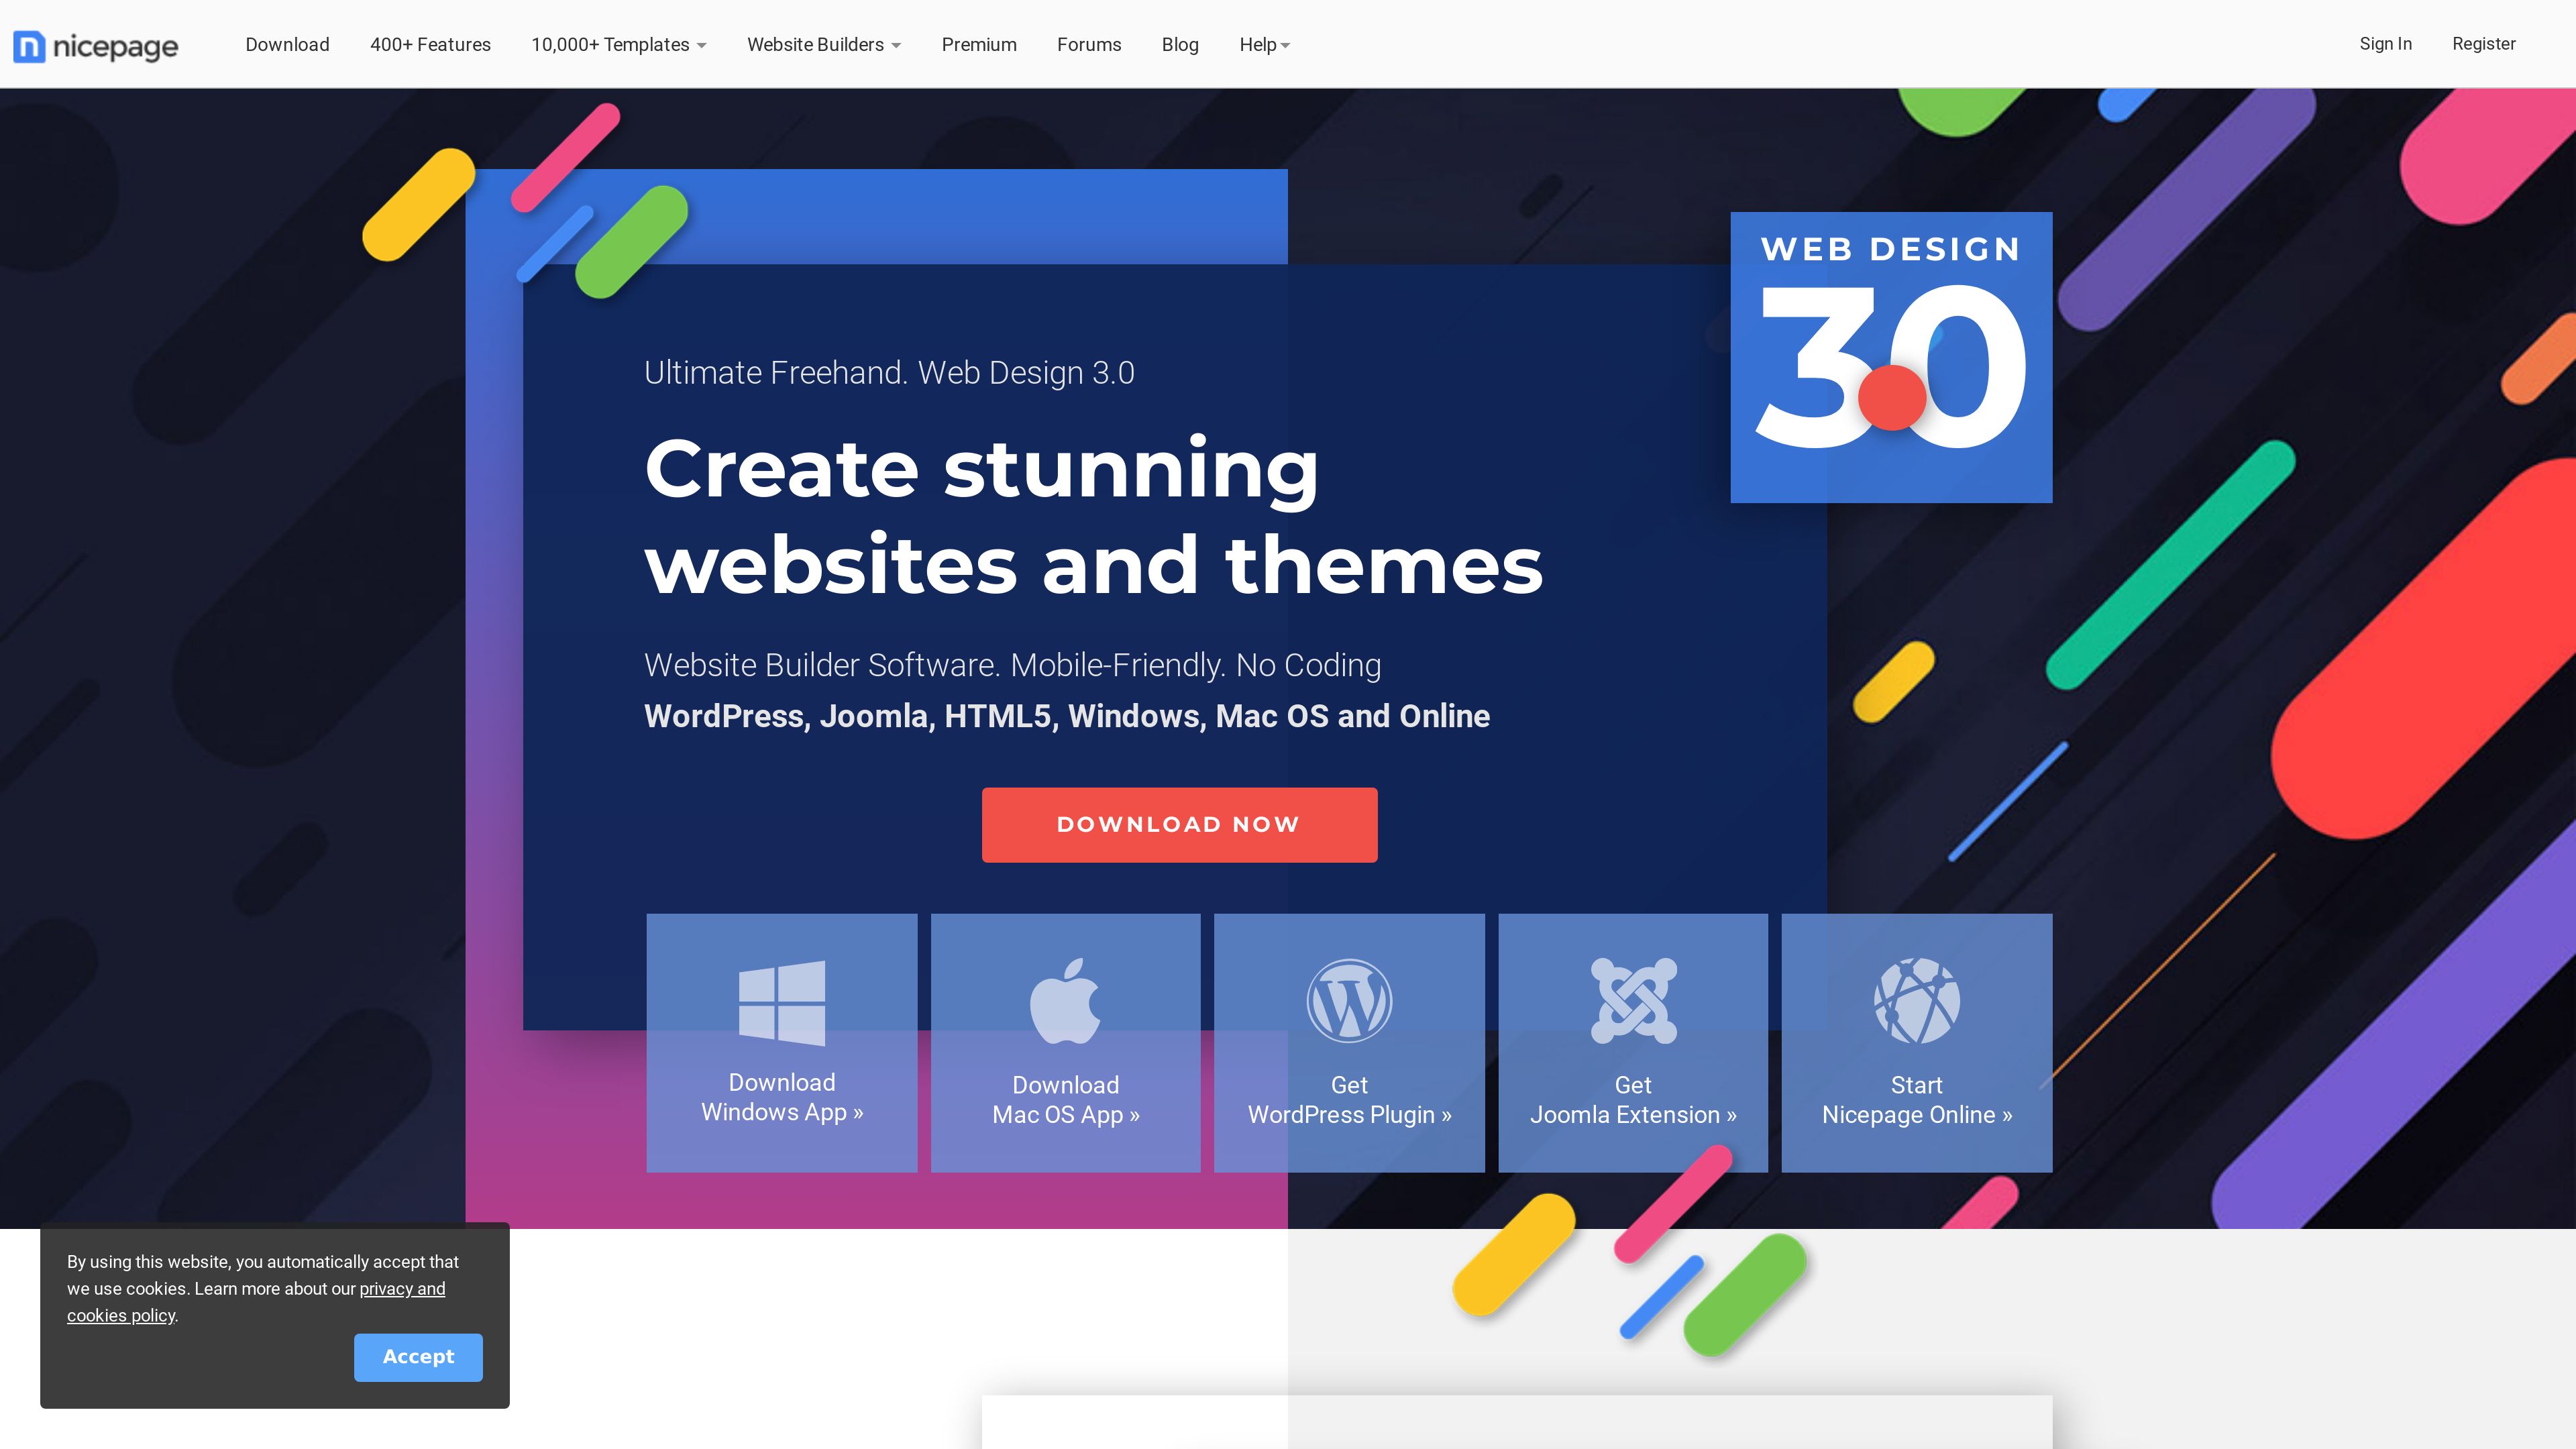 nicepage
Download
400+ Features
10,000+ Templates
Website Builders
Premium
Forums
Blog
Help
Sign In
Register
WEB DESIGN
3.0
Ultimate Freehand. Web Design 3.0
Create stunning
websites and themes
Website Builder Software. Mobile-Friendly. No Coding
WordPress, Joomla, HTML5, Windows, Mac OS and Online
DOWNLOAD NOW
Download
Windows App »
Download
Mac OS App »
Get
WordPress Plugin »
Get
Joomla Extension »
Start
Nicepage Online »
By using this website, you automatically accept that
we use cookies. Learn more about our privacy and
cookies policy.
Accept